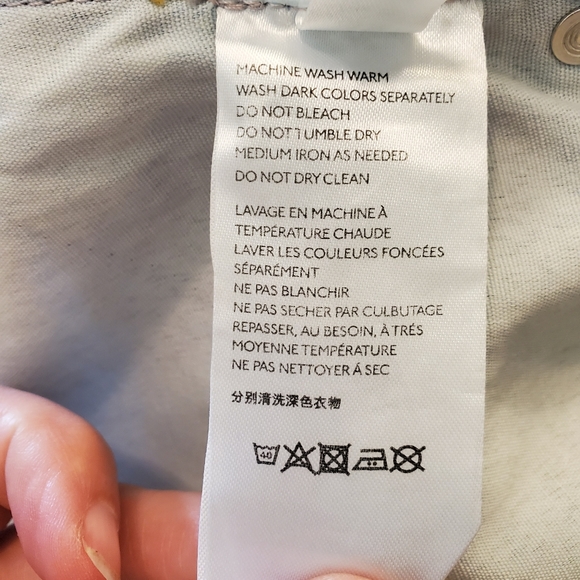 MACHINE WASH WARM
WASH DARK COLORS SEPARATELY
DO NOT BLEACH
DO NOT TUMBLE DRY
MEDIUM IRON AS NEEDED
DO NOT DRY CLEAN
LAVAGE EN MACHINE À
TEMPÉRATURE CHAUDE
LAVER LES COULEURS FONCÉES
SÉPARÉMENT
NE PAS BLANCHIR
NE PAS SECHER PAR CULBUTAGE
REPASSER, AU BESOIN, À TRÉS
MOYENNE TEMPÉRATURE
NE PAS NETTOYER Á SEC
分别清洗深色衣物
40